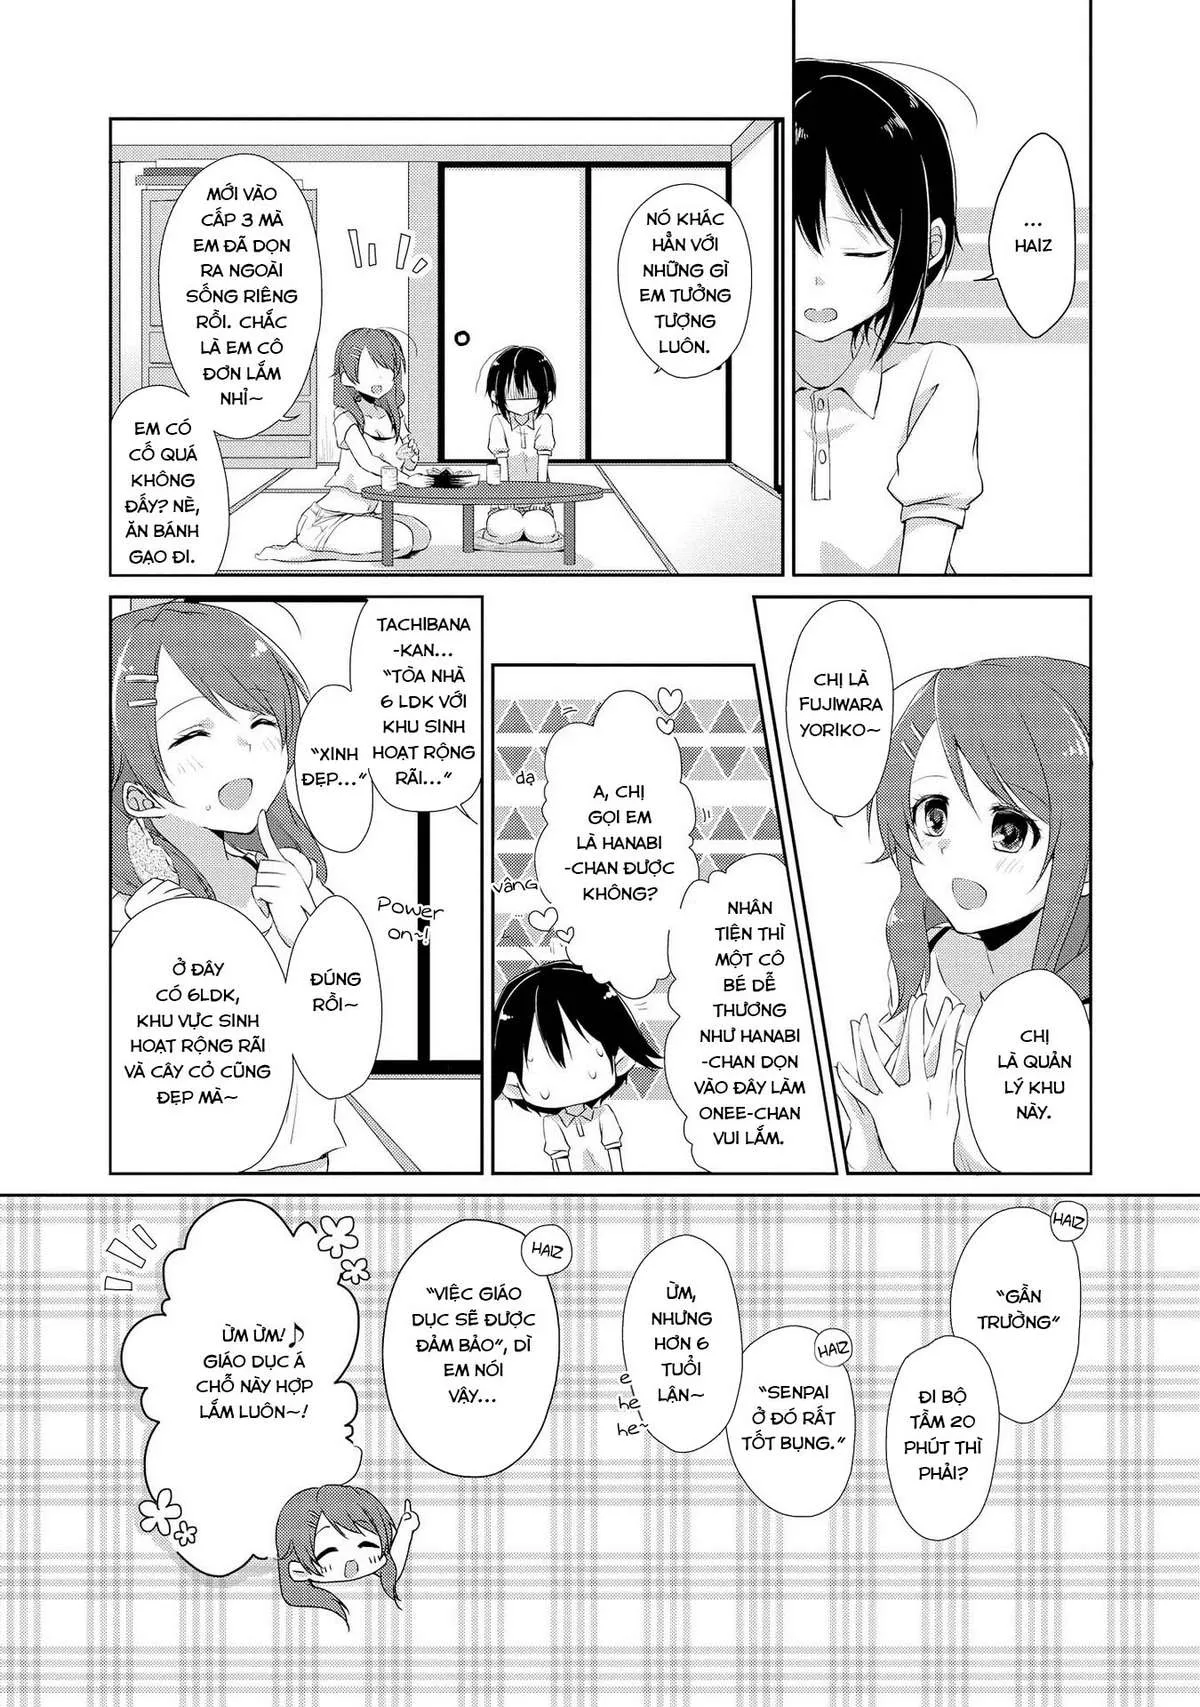 ...
HAIZ
NÓ KHÁC
HẲN VỚI
NHỮNG GÌ
EM TƯỞNG
TƯỢNG
LUÔN.
MỚI VÀO
CẤP 3 MÀ
EM ĐÃ DỌN
RA NGOÀI
SỐNG RIÊNG
RỒI. CHẮC
LÀ EM CÔ
ĐƠN LẮM
NHỈ~
EM CÓ
CỐ QUÁ
KHÔNG
ĐẤY? NÈ,
ĂN BÁNH
GẠO ĐI.
CHỊ LÀ
FUJIWARA
YORIKO~
CHỊ
LÀ QUẢN
LÝ KHU
NÀY.
A, CHỊ
GỌI EM
LÀ HANABI
-CHAN ĐƯỢC
KHÔNG?
dạ
vâng
NHÂN
TIỆN THÌ
MỘT CÔ
BÉ DỄ
THƯƠNG
NHƯ HANABI
-CHAN DỌN
VÀO ĐÂY LÀM
ONEE-CHAN
VUI LẮM.
TACHIBANA
-KAN...
"TÒA NHÀ
6 LDK VỚI
KHU SINH
HOẠT RỘNG
RÃI..."
"XINH
ĐẸP..."
Power
on~!
ĐÚNG
RỒI~
Ở ĐÂY
CÓ 6LDK,
KHU VỰC SINH
HOẠT RỘNG RÃI
VÀ CÂY CỎ CŨNG
ĐẸP MÀ~
HAIZ
"GẦN
TRƯỜNG"
ĐI BỘ
TẦM 20
PHÚT THÌ
PHẢI?
HAIZ
"SENPAI
Ở ĐÓ RẤT
TỐT BỤNG."
ỪM,
NHƯNG
HƠN 6
TUỔI
LẬN~
e
he
he~
HAIZ
"VIỆC GIÁO
DỤC SẼ ĐƯỢC
ĐẢM BẢO", DÌ
EM NÓI
VẬY...
ỪM ỪM!♪
GIÁO DỤC Á
CHỖ NÀY HỢP
LẮM LUÔN~!